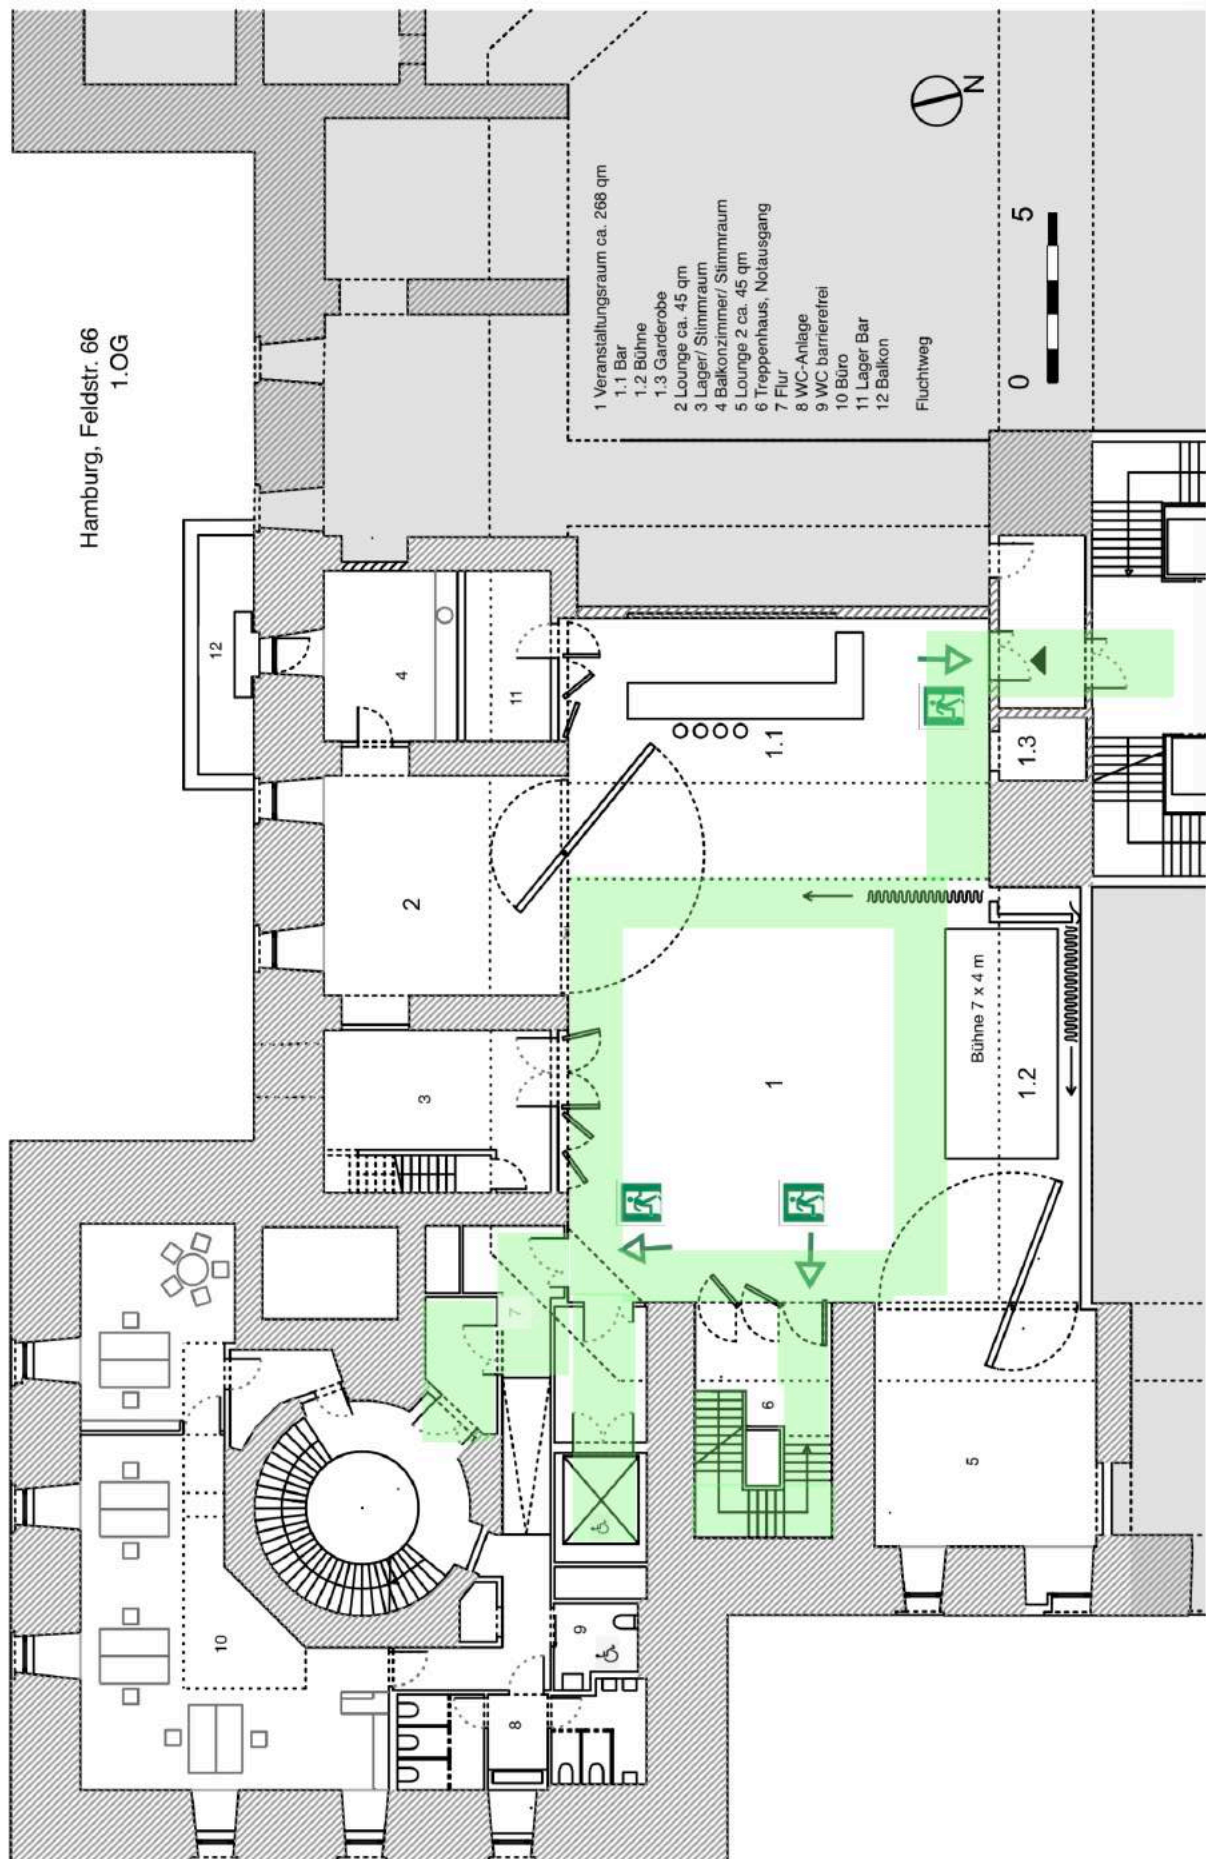 Hamburg, Feldstr. 66
1.OG
N
1 Veranstaltungsraum ca. 268 qm
1.1 Bar
1.2 Bühne
1.3 Garderobe
2 Lounge ca. 45 qm
3 Lager/ Stimmraum
4 Balkonzimmer/ Stimmraum
5 Lounge 2 ca. 45 qm
6 Treppenhaus, Notausgang
7 Flur
8 WC-Anlage
9 WC barrierefrei
10 Büro
11 Lager Bar
12 Balkon
Fluchtweg
0 5
12
4
11
1.1
1.3
2
3
1
Bühne 7 x 4 m
1.2
7
6
5
10
9
8